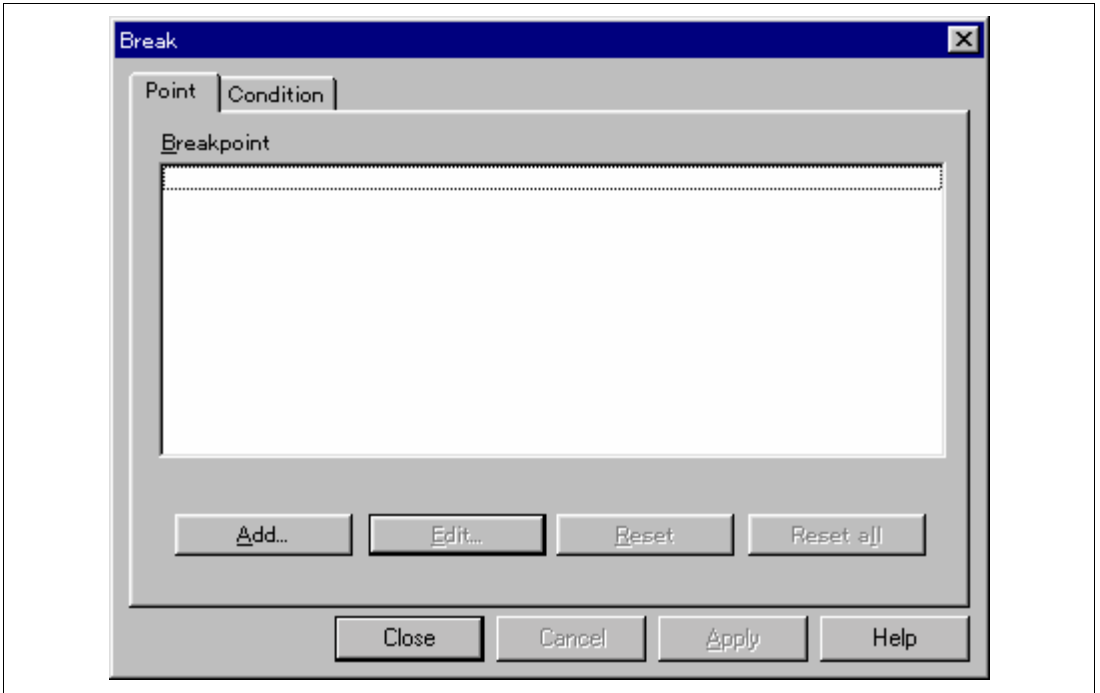 Break
Point Condition
Breakpoint
Add... Edit... Reset Reset all
Close Cancel Apply Help